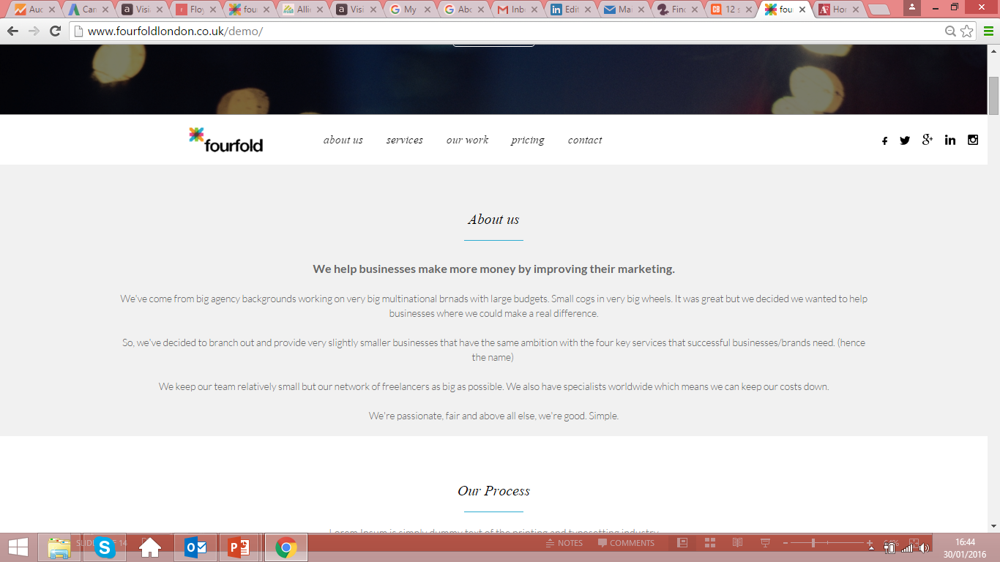 Auc
Can
Visi
Floy
four
Allie
Visi
My
Abo
Inb
Edit
Mai
Find
12 s
fou
Hor
www.fourfoldlondon.co.uk/demo/
fourfold
about us
services
our work
pricing
contact
About us
We help businesses make more money by improving their marketing.
We've come from big agency backgrounds working on very big multinational brnads with large budgets. Small cogs in very big wheels. It was great but we decided we wanted to help
businesses where we could make a real difference.
So, we've decided to branch out and provide very slightly smaller businesses that have the same ambition with the four key services that successful businesses/brands need. (hence
the name)
We keep our team relatively small but our network of freelancers as big as possible. We also have specialists worldwide which means we can keep our costs down.
We're passionate, fair and above all else, we're good. Simple.
Our Process
Lorem Ipsum is simply dummy text of the printing and typesetting industry.
14
NOTES
COMMENTS
16:44
30/01/2016